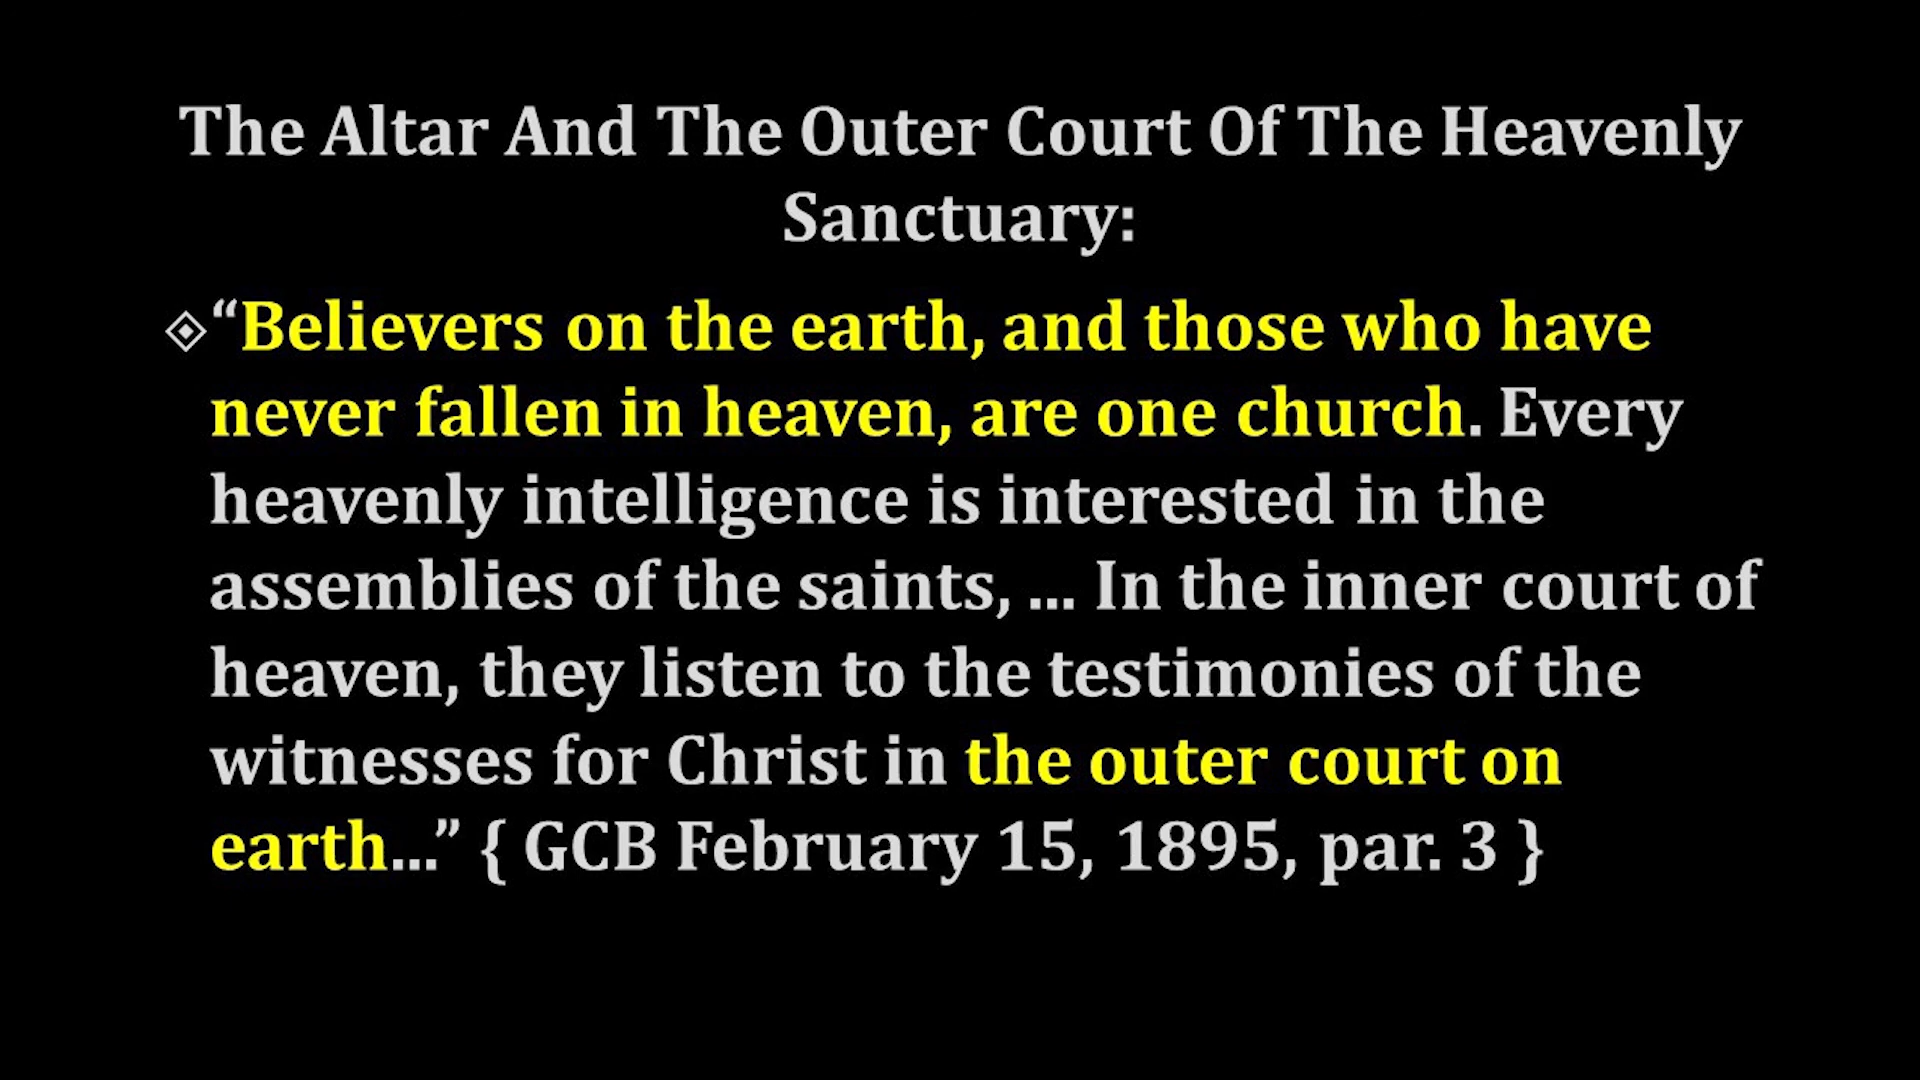 The Altar And The Outer Court Of The Heavenly
Sanctuary:
“Believers on the earth, and those who have
never fallen in heaven, are one church. Every
heavenly intelligence is interested in the
assemblies of the saints, ... In the inner court of
heaven, they listen to the testimonies of the
witnesses for Christ in the outer court on
earth...” { GCB February 15, 1895, par. 3 }